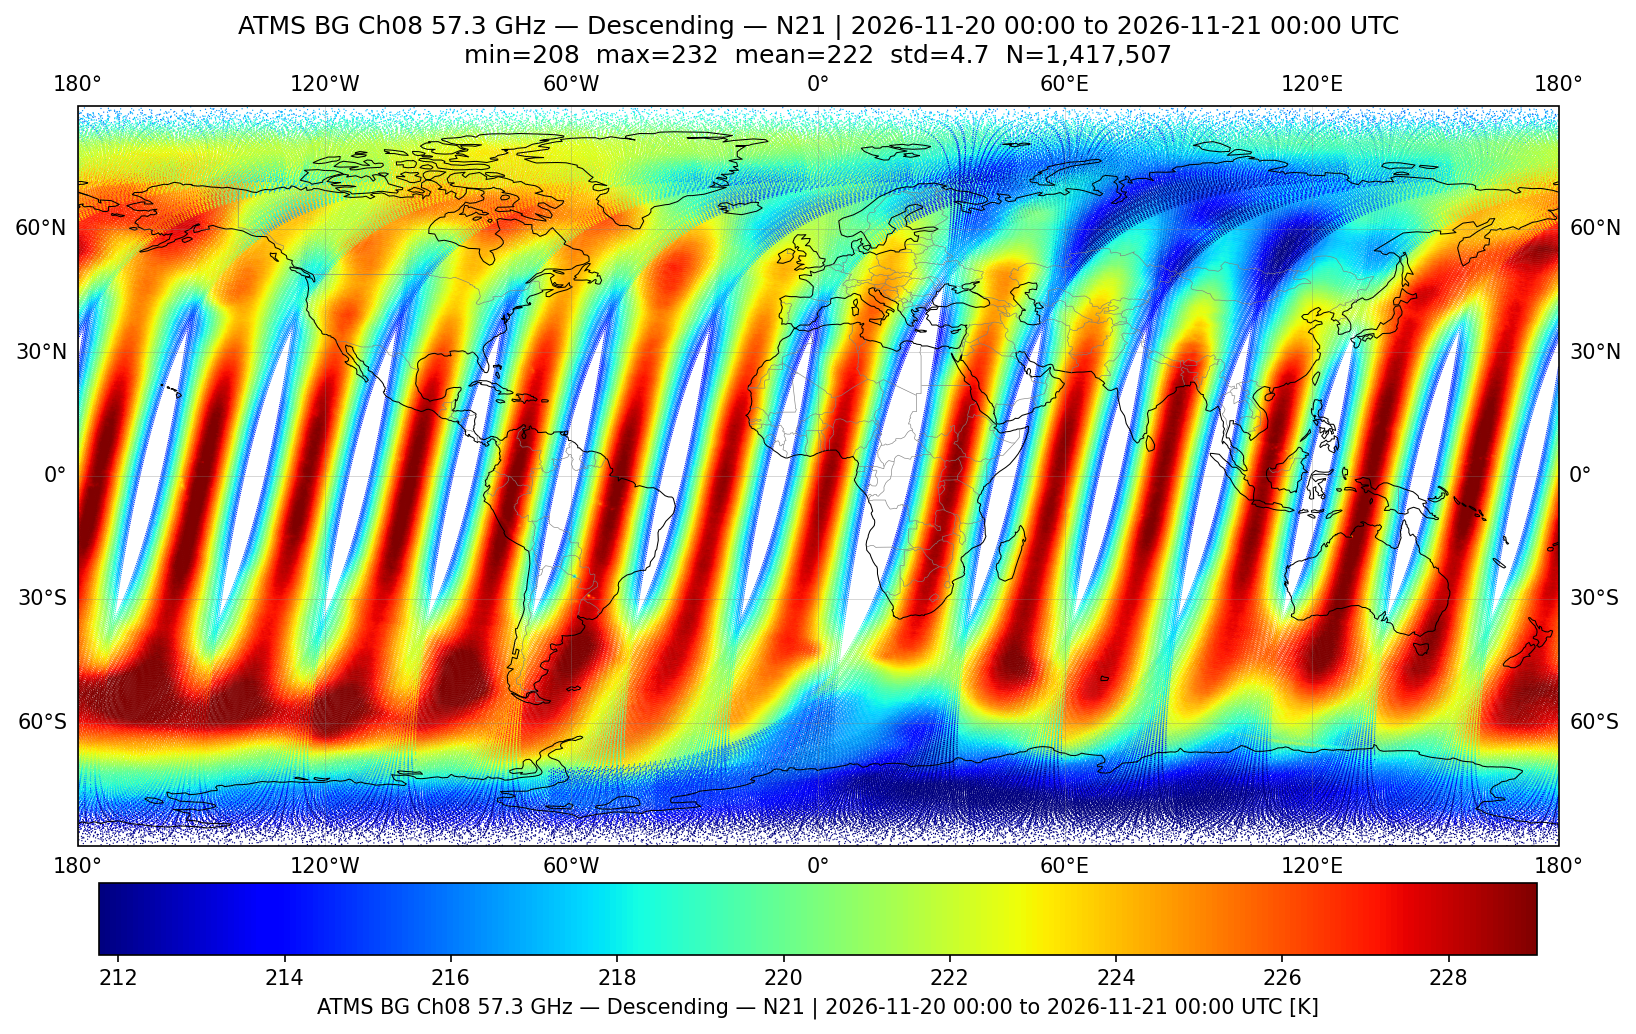 ATMS BG Ch08 57.3 GHz — Descending — N21 | 2026-11-20 00:00 to 2026-11-21 00:00 UTC
min=208  max=232  mean=222  std=4.7  N=1,417,507
180° 120°W 60°W 0° 60°E 120°E 180°
60°N 60°N
30°N 30°N
0° 0°
30°S 30°S
60°S 60°S
180° 120°W 60°W 0° 60°E 120°E 180°
212 214 216 218 220 222 224 226 228
ATMS BG Ch08 57.3 GHz — Descending — N21 | 2026-11-20 00:00 to 2026-11-21 00:00 UTC [K]